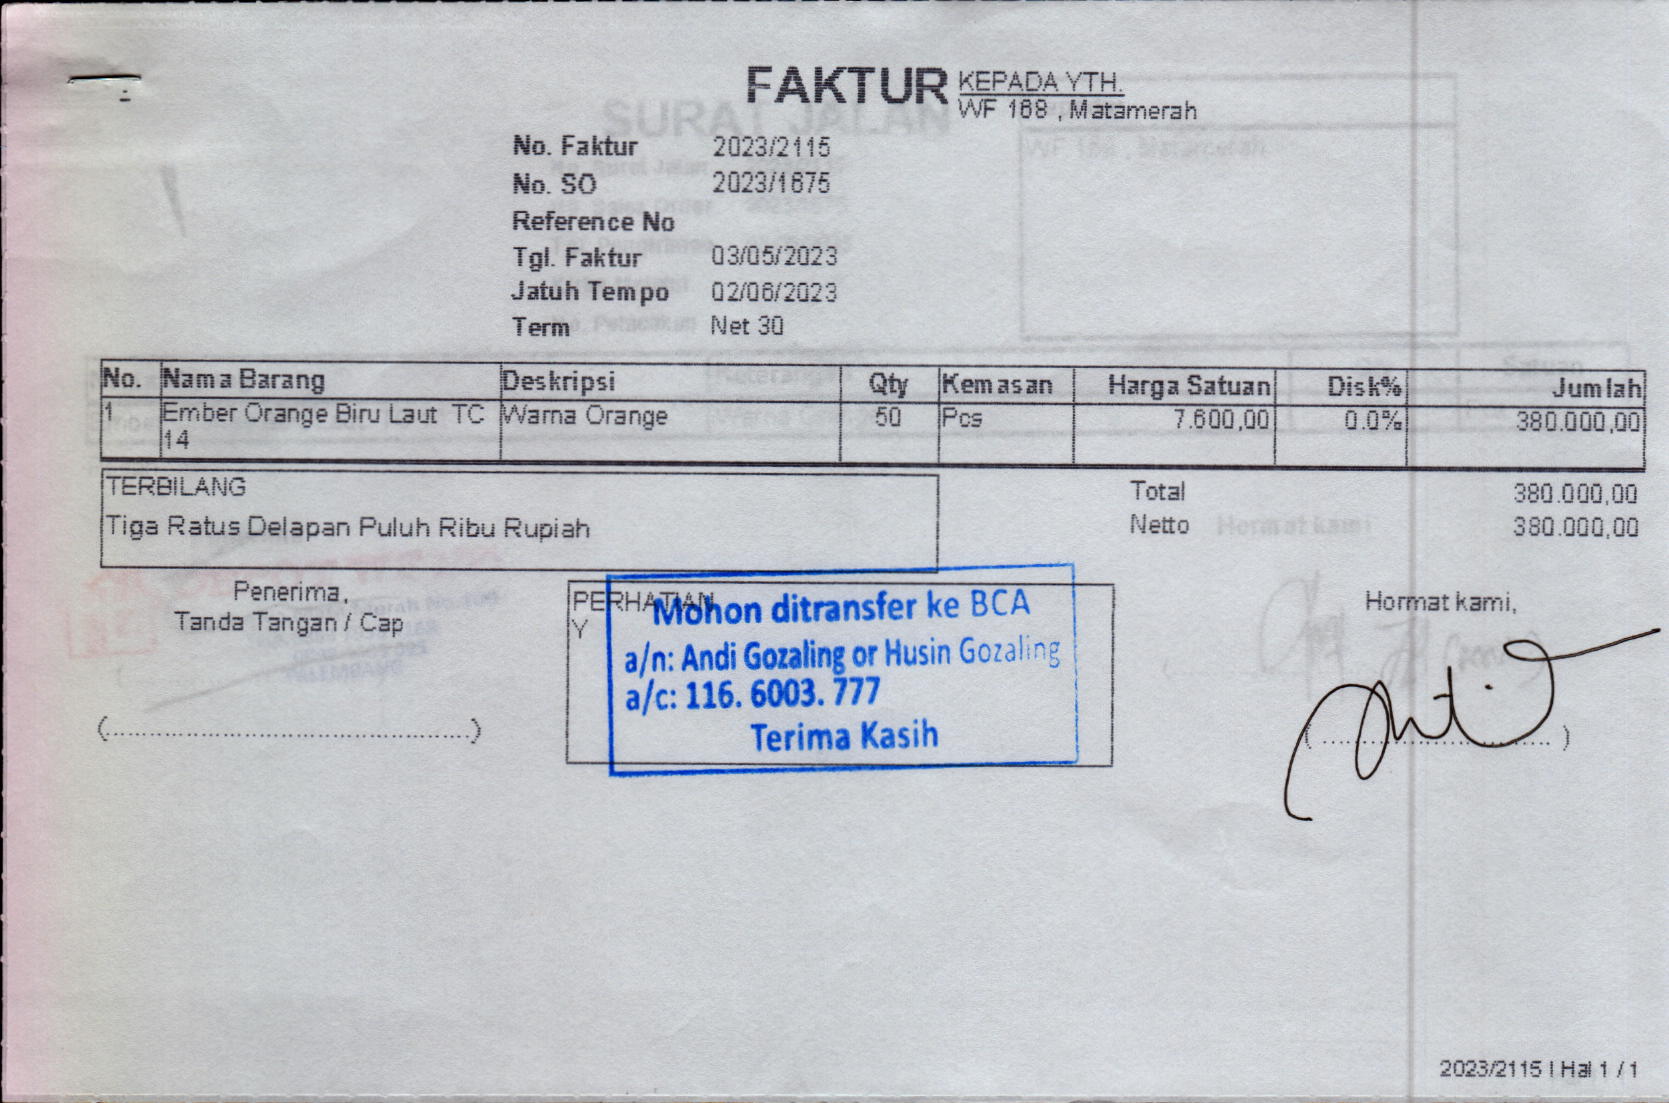 FAKTUR
KEPADA YTH.
WF 168 , Matamerah
SURAT JALAN
No. Faktur 2023/2115
No. SO 2023/1675
Reference No
Tgl. Faktur 03/05/2023
Jatuh Tempo 02/06/2023
Term Net 30
No. Nama Barang Deskripsi Qty Kemasan Harga Satuan Disk% Jumlah
1 Ember Orange Biru Laut TC Warna Orange 50 Pcs 7.600,00 0.0% 380.000,00
14
TERBILANG
Tiga Ratus Delapan Puluh Ribu Rupiah
Total 380.000,00
Netto 380.000,00
Hormat kami
Penerima,
Tanda Tangan / Cap
(............................................)
PERHATIAN
Y
Mohon ditransfer ke BCA
a/n: Andi Gozaling or Husin Gozaling
a/c: 116. 6003. 777
Terima Kasih
Hormat kami,
( ............................ )
2023/2115 | Hal 1 / 1